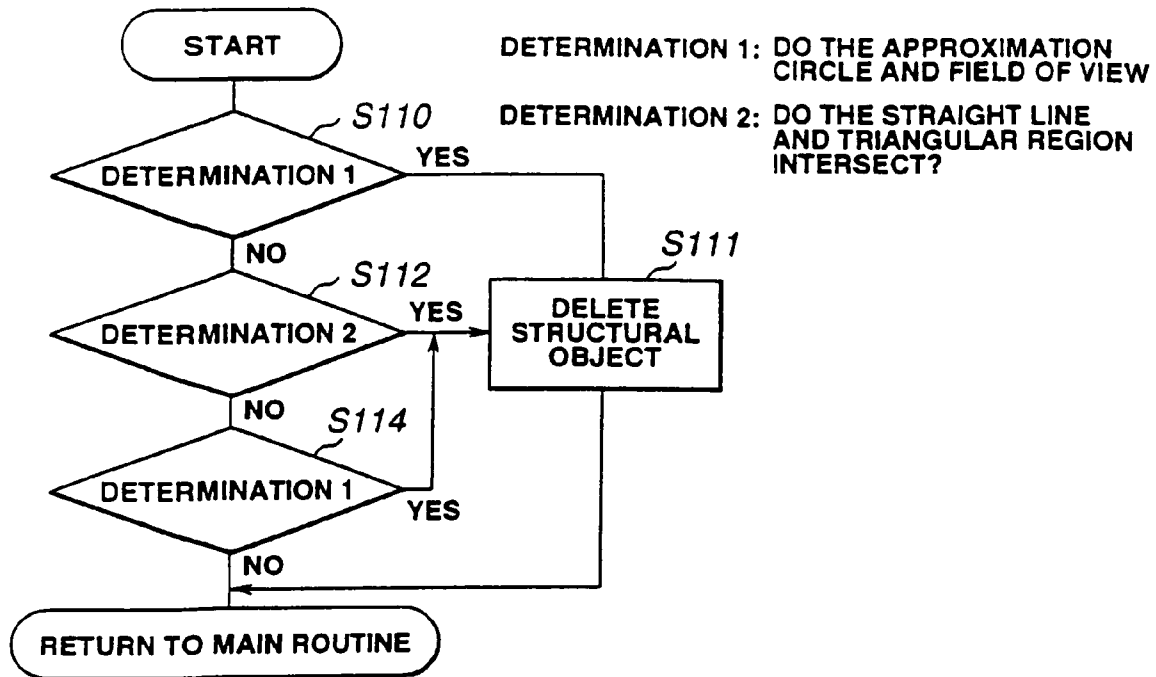 START
DETERMINATION 1: DO THE APPROXIMATION
CIRCLE AND FIELD OF VIEW
DETERMINATION 2: DO THE STRAIGHT LINE
AND TRIANGULAR REGION
INTERSECT?
S110
DETERMINATION 1
YES
NO
S111
DELETE
STRUCTURAL
OBJECT
S112
DETERMINATION 2
YES
NO
S114
DETERMINATION 1
YES
NO
RETURN TO MAIN ROUTINE